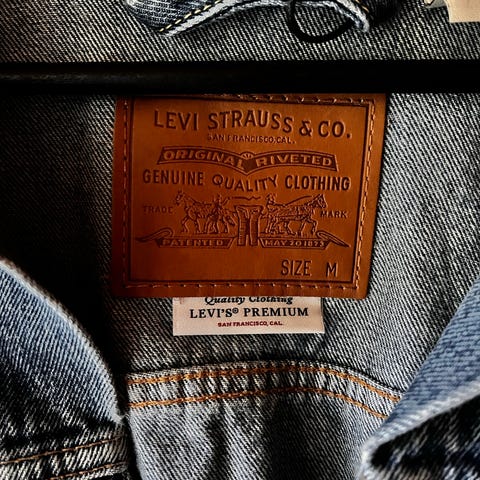 LEVI STRAUSS & CO.
SAN FRANCISCO, CAL.
ORIGINAL RIVETED
GENUINE QUALITY CLOTHING
TRADE MARK
PATENTED MAY 20 1873
SIZE M
Quality Clothing
LEVI'S® PREMIUM
SAN FRANCISCO, CAL.